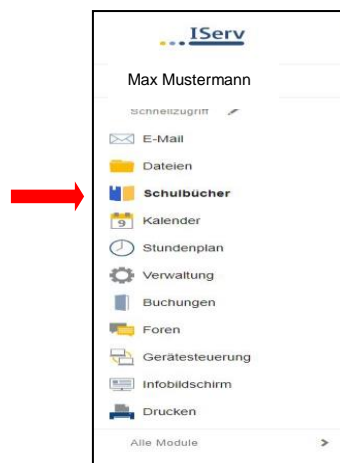 IServ
Max Mustermann
Schnellzugriff
E-Mail
Dateien
Schulbücher
9
Kalender
Stundenplan
Verwaltung
Buchungen
Foren
Gerätesteuerung
Infobildschirm
Drucken
Alle Module